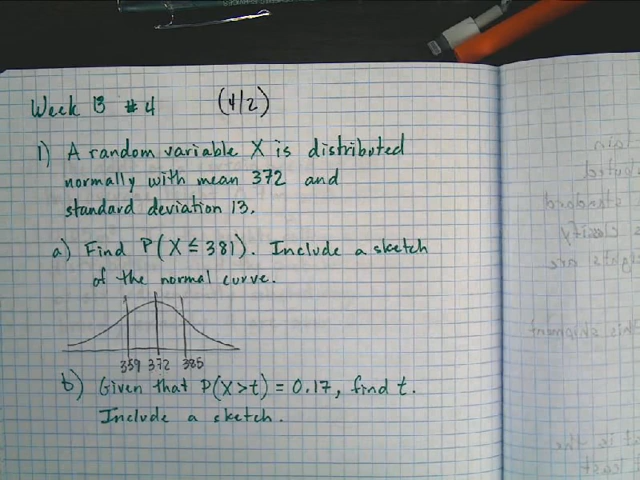 Week 13 #4 (4/2)
1) A random variable X is distributed
normally with mean 372 and
standard deviation 13.
a) Find P(X ≤ 381). Include a sketch
of the normal curve.
359 372 385
b) Given that P(X>t) = 0.17, find t.
Include a sketch.